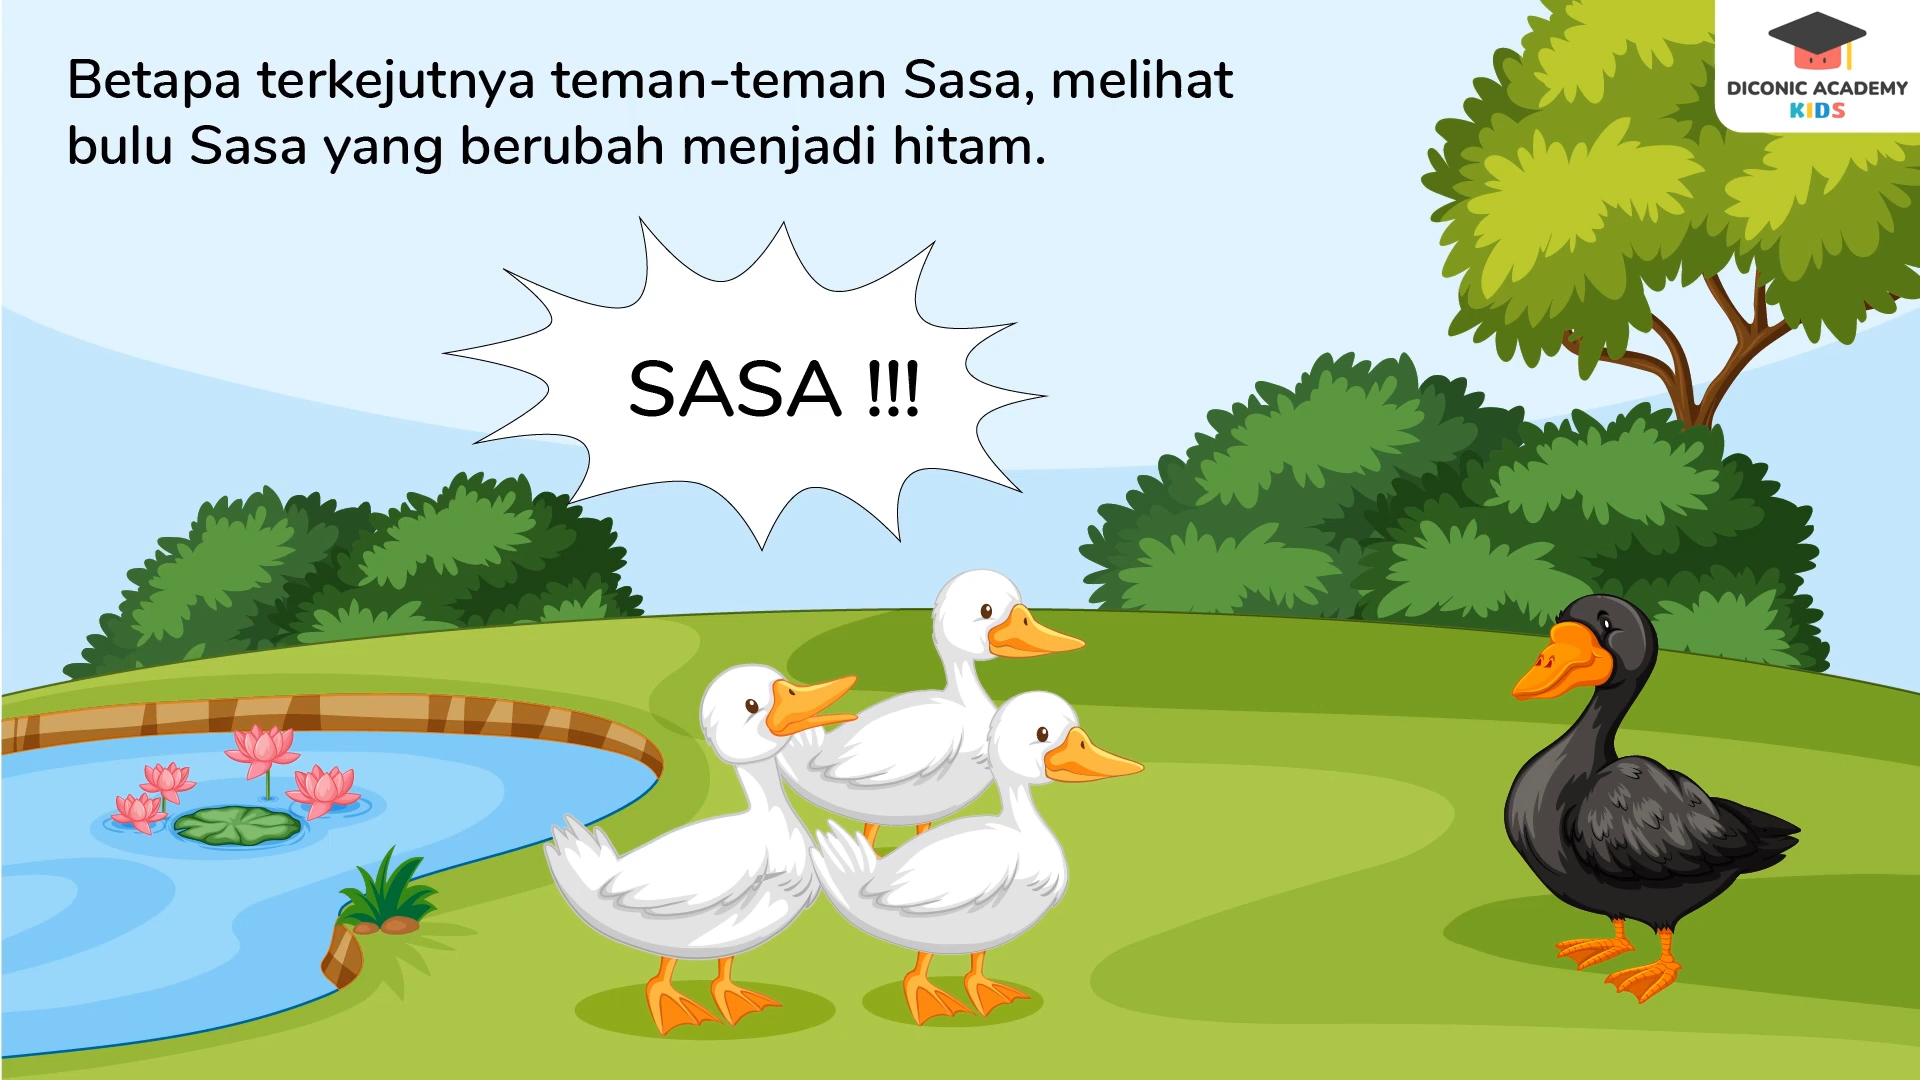 Betapa terkejutnya teman-teman Sasa, melihat
bulu Sasa yang berubah menjadi hitam.
DICONIC ACADEMY
KIDS
SASA !!!